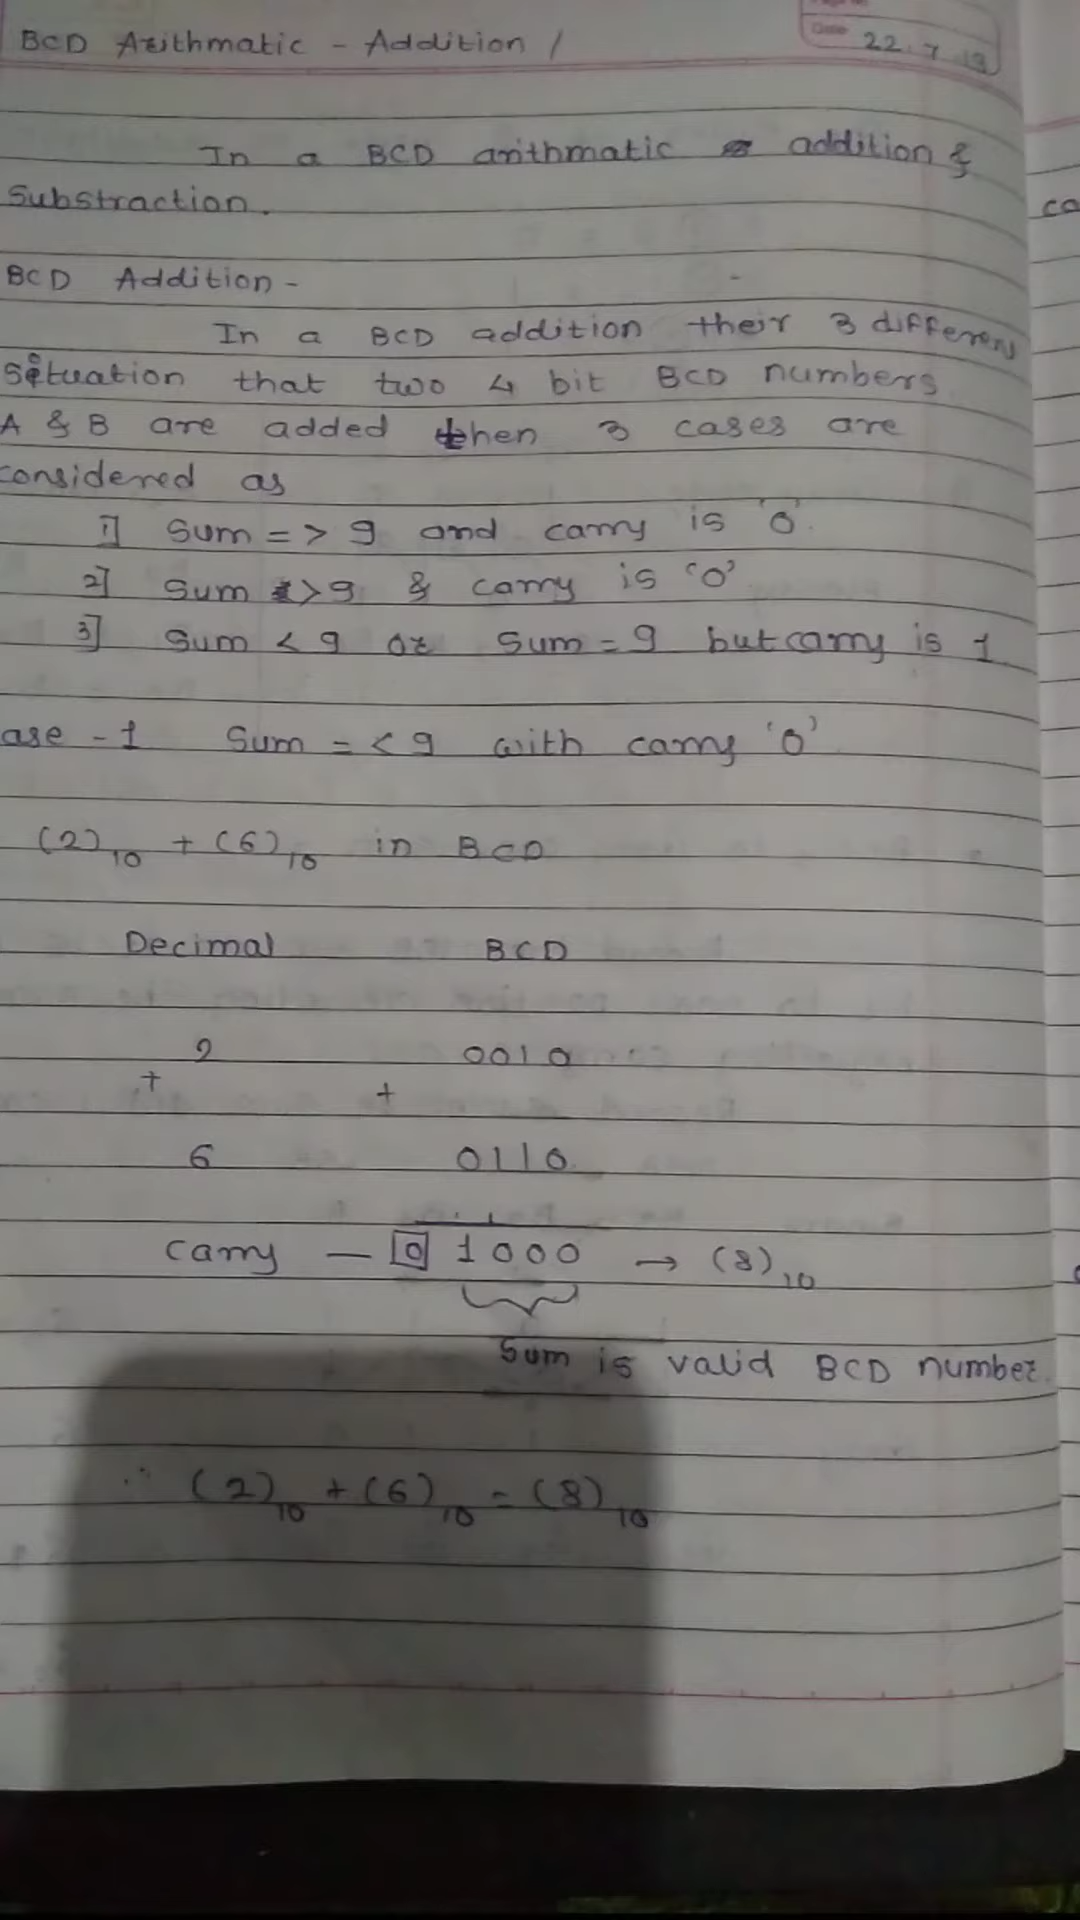 BCD Arithmatic - Addition /
Date 22.7.19
In a BCD arithmatic addition &
Substraction.
co
BCD Addition -
In a BCD addition their 3 different
situation that two 4 bit BCD numbers
A & B are added then 3 cases are
considered as
1] Sum = > 9 and carry is '0'.
2] Sum > 9 & carry is '0'
3] Sum < 9 or Sum = 9 but carry is 1
ase - 1 Sum = < 9 with carry '0'
(2)10 + (6)10 in BCD
Decimal BCD
2 0010
+ +
6 0110
carry — 0 1000 → (8)10
Sum is valid BCD number.
∴ (2)10 + (6)10 = (8)10